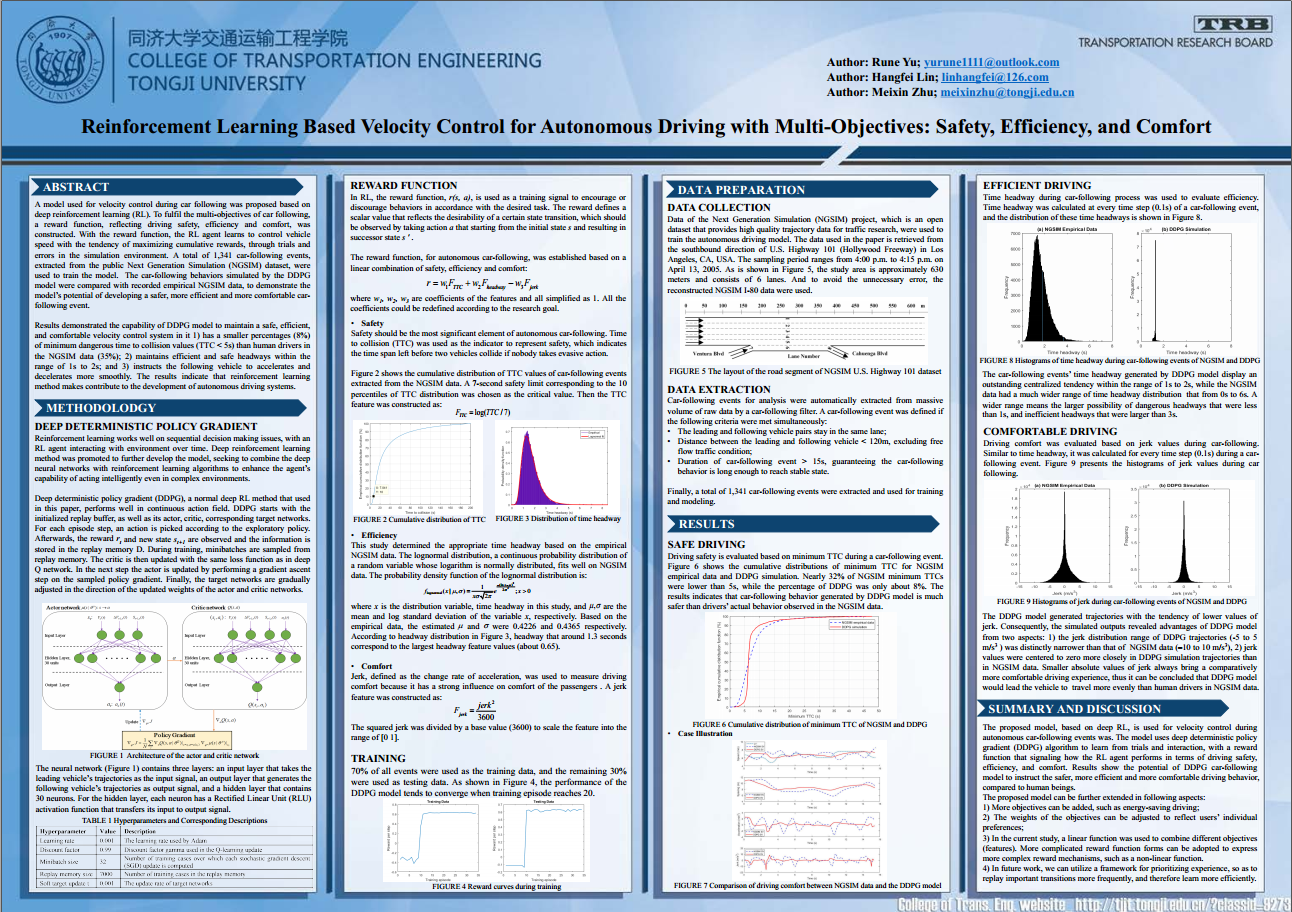 1907
TONGJI UNIVERSITY
同济大学交通运输工程学院
COLLEGE OF TRANSPORTATION ENGINEERING
TONGJI UNIVERSITY
TRB
TRANSPORTATION RESEARCH BOARD
Author: Rune Yu; yurune1111@outlook.com
Author: Hangfei Lin; linhangfei@126.com
Author: Meixin Zhu; meixinzhu@tongji.edu.cn
Reinforcement Learning Based Velocity Control for Autonomous Driving with Multi-Objectives: Safety, Efficiency, and Comfort
ABSTRACT
A model used for velocity control during car following was proposed based on
deep reinforcement learning (RL). To fulfil the multi-objectives of car following,
a reward function, reflecting driving safety, efficiency and comfort, was
constructed. With the reward function, the RL agent learns to control vehicle
speed with the tendency of maximizing cumulative rewards, through trials and
errors in the simulation environment. A total of 1,341 car-following events,
extracted from the public Next Generation Simulation (NGSIM) dataset, were
used to train the model. The car-following behaviors simulated by the DDPG
model were compared with recorded empirical NGSIM data, to demonstrate the
model's potential of developing a safer, more efficient and more comfortable car-
following event.
Results demonstrated the capability of DDPG model to maintain a safe, efficient,
and comfortable velocity control system in it 1) has a smaller percentages (8%)
of minimum dangerous time to collision values (TTC < 5s) than human drivers in
the NGSIM data (35%); 2) maintains efficient and safe headways within the
range of 1s to 2s; and 3) instructs the following vehicle to accelerates and
decelerates more smoothly. The results indicate that reinforcement learning
method makes contribute to the development of autonomous driving systems.
METHODOLODGY
DEEP DETERMINISTIC POLICY GRADIENT
Reinforcement learning works well on sequential decision making issues, with an
RL agent interacting with environment over time. Deep reinforcement learning
method was promoted to further develop the model, seeking to combine the deep
neural networks with reinforcement learning algorithms to enhance the agent's
capability of acting intelligently even in complex environments.
Deep deterministic policy gradient (DDPG), a normal deep RL method that used
in this paper, performs well in continuous action field. DDPG starts with the
initialized replay buffer, as well as its actor, critic, corresponding target networks.
For each episode step, an action is picked according to the exploratory policy.
Afterwards, the reward r_t and new state s_{t+1} are observed and the information is
stored in the replay memory D. During training, minibatches are sampled from
replay memory. The critic is then updated with the same loss function as in deep
Q network. In the next step the actor is updated by performing a gradient ascent
step on the sampled policy gradient. Finally, the target networks are gradually
adjusted in the direction of the updated weights of the actor and critic networks.
Actor network
Critic network
Input Layer
Input Layer
Hidden Layer,
30 units
Hidden Layer,
30 units
Output Layer
Output Layer
Update
Policy Gradient
FIGURE 1 Architecture of the actor and critic network
The neural network (Figure 1) contains three layers: an input layer that takes the
leading vehicle's trajectories as the input signal, an output layer that generates the
following vehicle's trajectories as output signal, and a hidden layer that contains
30 neurons. For the hidden layer, each neuron has a Rectified Linear Unit (RLU)
activation function that transfers its input to output signal.
TABLE 1 Hyperparameters and Corresponding Descriptions
Hyperparameter Value Description
Learning rate 0.001 The learning rate used by Adam
Discount factor 0.99 Discount factor gamma used in the Q-learning update
Minibatch size 32 Number of training cases over which each stochastic gradient descent
(SGD) update is computed
Replay memory size 7000 Number of training cases in the replay memory
Soft target update τ 0.001 The update rate of target networks
REWARD FUNCTION
In RL, the reward function, r(s, a), is used as a training signal to encourage or
discourage behaviors in accordance with the desired task. The reward defines a
scalar value that reflects the desirability of a certain state transition, which should
be observed by taking action a that starting from the initial state s and resulting in
successor state s'.
The reward function, for autonomous car-following, was established based on a
linear combination of safety, efficiency and comfort:
r = w1F_TTC + w2F_headway − w3F_jerk
where w1, w2, w3 are coefficients of the features and all simplified as 1. All the
coefficients could be redefined according to the research goal.
• Safety
Safety should be the most significant element of autonomous car-following. Time
to collision (TTC) was used as the indicator to represent safety, which indicates
the time span left before two vehicles collide if nobody takes evasive action.
Figure 2 shows the cumulative distribution of TTC values of car-following events
extracted from the NGSIM data. A 7-second safety limit corresponding to the 10
percentiles of TTC distribution was chosen as the critical value. Then the TTC
feature was constructed as:
F_TTC = log(TTC / 7)
FIGURE 2 Cumulative distribution of TTC
FIGURE 3 Distribution of time headway
• Efficiency
This study determined the appropriate time headway based on the empirical
NGSIM data. The lognormal distribution, a continuous probability distribution of
a random variable whose logarithm is normally distributed, fits well on NGSIM
data. The probability density function of the lognormal distribution is:
where x is the distribution variable, time headway in this study, and μ,σ are the
mean and log standard deviation of the variable x, respectively. Based on the
empirical data, the estimated μ and σ were 0.4226 and 0.4365 respectively.
According to headway distribution in Figure 3, headway that around 1.3 seconds
correspond to the largest headway feature values (about 0.65).
• Comfort
Jerk, defined as the change rate of acceleration, was used to measure driving
comfort because it has a strong influence on comfort of the passengers . A jerk
feature was constructed as:
F_jerk = jerk² / 3600
The squared jerk was divided by a base value (3600) to scale the feature into the
range of [0 1].
TRAINING
70% of all events were used as the training data, and the remaining 30%
were used as testing data. As shown in Figure 4, the performance of the
DDPG model tends to converge when training episode reaches 20.
Training Data
Testing Data
FIGURE 4 Reward curves during training
DATA PREPARATION
DATA COLLECTION
Data of the Next Generation Simulation (NGSIM) project, which is an open
dataset that provides high quality trajectory data for traffic research, were used to
train the autonomous driving model. The data used in the paper is retrieved from
the southbound direction of U.S. Highway 101 (Hollywood Freeway) in Los
Angeles, CA, USA. The sampling period ranges from 4:00 p.m. to 4:15 p.m. on
April 13, 2005. As is shown in Figure 5, the study area is approximately 630
meters and consists of 6 lanes. And to avoid the unnecessary error, the
reconstructed NGSIM I-80 data were used.
0 50 100 150 200 250 300 350 400 450 500 550 600 m
Ventura Blvd
Lane Number
Cahuenga Blvd
FIGURE 5 The layout of the road segment of NGSIM U.S. Highway 101 dataset
DATA EXTRACTION
Car-following events for analysis were automatically extracted from massive
volume of raw data by a car-following filter. A car-following event was defined if
the following criteria were met simultaneously:
• The leading and following vehicle pairs stay in the same lane;
• Distance between the leading and following vehicle < 120m, excluding free
flow traffic condition;
• Duration of car-following event > 15s, guaranteeing the car-following
behavior is long enough to reach stable state.
Finally, a total of 1,341 car-following events were extracted and used for training
and modeling.
RESULTS
SAFE DRIVING
Driving safety is evaluated based on minimum TTC during a car-following event.
Figure 6 shows the cumulative distributions of minimum TTC for NGSIM
empirical data and DDPG simulation. Nearly 32% of NGSIM minimum TTCs
were lower than 5s, while the percentage of DDPG was only about 8%. The
results indicates that car-following behavior generated by DDPG model is much
safer than drivers' actual behavior observed in the NGSIM data.
NGSIM empirical data
DDPG simulation
Minimum TTC (s)
FIGURE 6 Cumulative distribution of minimum TTC of NGSIM and DDPG
• Case Illustration
FIGURE 7 Comparison of driving comfort between NGSIM data and the DDPG model
EFFICIENT DRIVING
Time headway during car-following process was used to evaluate efficiency.
Time headway was calculated at every time step (0.1s) of a car-following event,
and the distribution of these time headways is shown in Figure 8.
(a) NGSIM Empirical Data
(b) DDPG Simulation
Frequency
Frequency
Time headway (s)
Time headway (s)
FIGURE 8 Histograms of time headway during car-following events of NGSIM and DDPG
The car-following events' time headway generated by DDPG model display an
outstanding centralized tendency within the range of 1s to 2s, while the NGSIM
data had a much wider range of time headway distribution that from 0s to 6s. A
wider range means the larger possibility of dangerous headways that were less
than 1s, and inefficient headways that were larger than 3s.
COMFORTABLE DRIVING
Driving comfort was evaluated based on jerk values during car-following.
Similar to time headway, it was calculated for every time step (0.1s) during a car-
following event. Figure 9 presents the histograms of jerk values during car
following.
(a) NGSIM Empirical Data
(b) DDPG Simulation
Frequency
Frequency
Jerk (m/s³)
Jerk (m/s³)
FIGURE 9 Histograms of jerk during car-following events of NGSIM and DDPG
The DDPG model generated trajectories with the tendency of lower values of
jerk. Consequently, the simulated outputs revealed advantages of DDPG model
from two aspects: 1) the jerk distribution range of DDPG trajectories (-5 to 5
m/s³ ) was distinctly narrower than that of NGSIM data (−10 to 10 m/s³), 2) jerk
values were centered to zero more closely in DDPG simulation trajectories than
in NGSIM data. Smaller absolute values of jerk always bring a comparatively
more comfortable driving experience, thus it can be concluded that DDPG model
would lead the vehicle to travel more evenly than human drivers in NGSIM data.
SUMMARY AND DISCUSSION
The proposed model, based on deep RL, is used for velocity control during
autonomous car-following events was. The model uses deep deterministic policy
gradient (DDPG) algorithm to learn from trials and interaction, with a reward
function that signaling how the RL agent performs in terms of driving safety,
efficiency, and comfort. Results show the potential of DDPG car-following
model to instruct the safer, more efficient and more comfortable driving behavior,
compared to human beings.
The proposed model can be further extended in following aspects:
1) More objectives can be added, such as energy-saving driving;
2) The weights of the objectives can be adjusted to reflect users' individual
preferences;
3) In the current study, a linear function was used to combine different objectives
(features). More complicated reward function forms can be adopted to express
more complex reward mechanisms, such as a non-linear function.
4) In future work, we can utilize a framework for prioritizing experience, so as to
replay important transitions more frequently, and therefore learn more efficiently.
College of Trans. Eng. website_ http://tjjt.tongji.edu.cn/?classid-9273